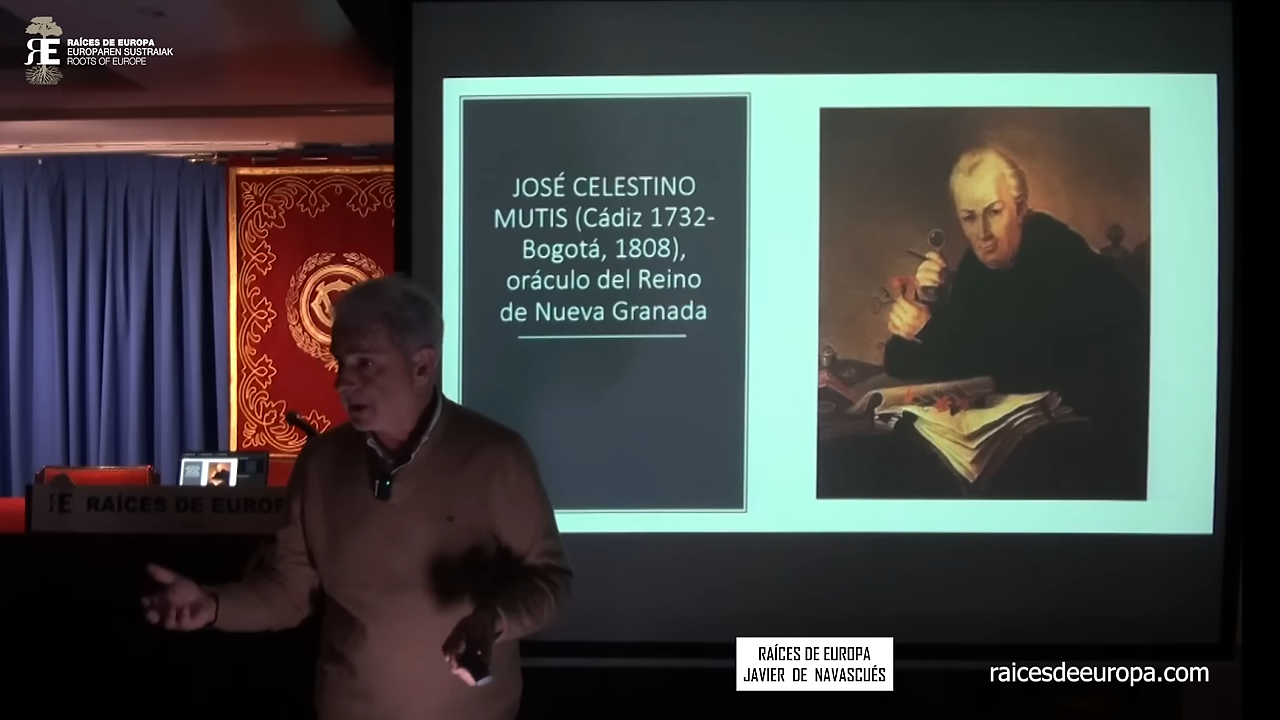 RAÍCES DE EUROPA
EUROPAREN SUSTRAIAK
ROOTS OF EUROPE
JOSÉ CELESTINO
MUTIS (Cádiz 1732-
Bogotá, 1808),
oráculo del Reino
de Nueva Granada
RAÍCES DE EUROP
RAÍCES DE EUROPA
JAVIER DE NAVASCUÉS
raicesdeeuropa.com